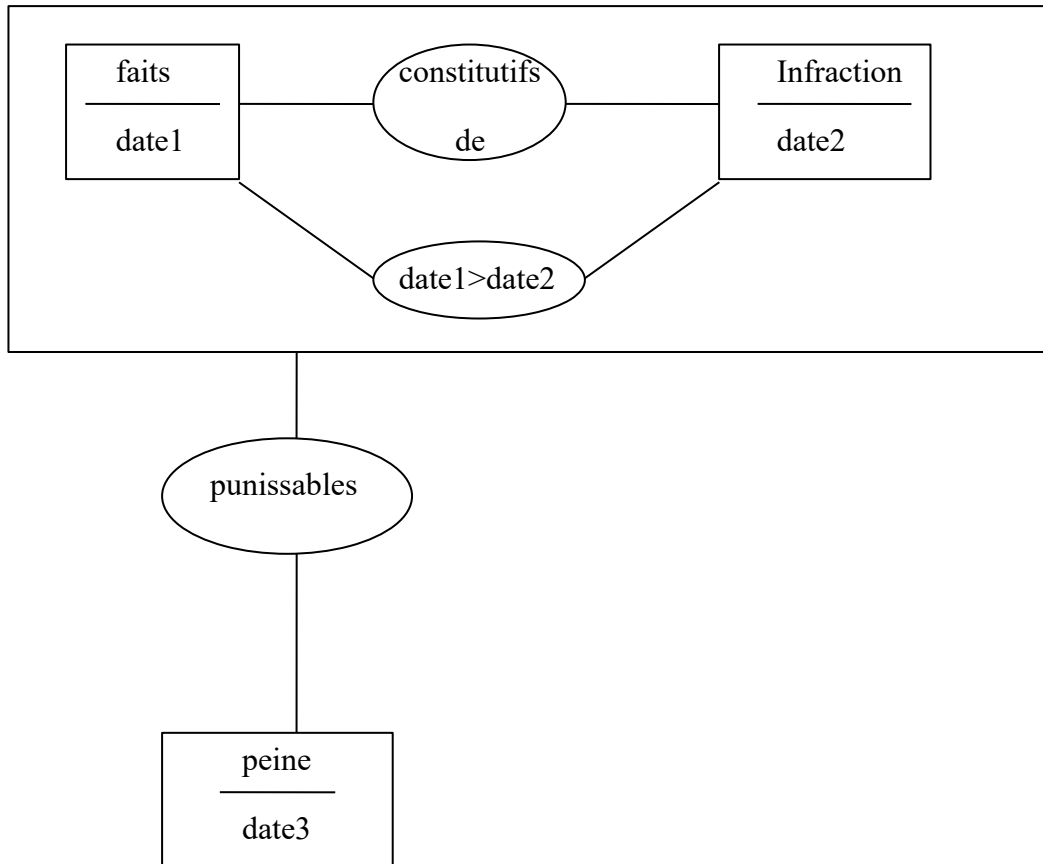 faits
date1
constitutifs
de
Infraction
date2
date1>date2
punissables
peine
date3